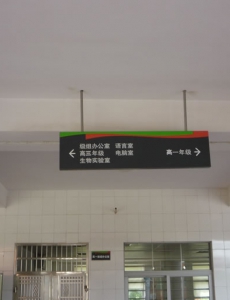 级组办公室 语言室
← 高三年级 电脑室 高一年级 →
生物实验室